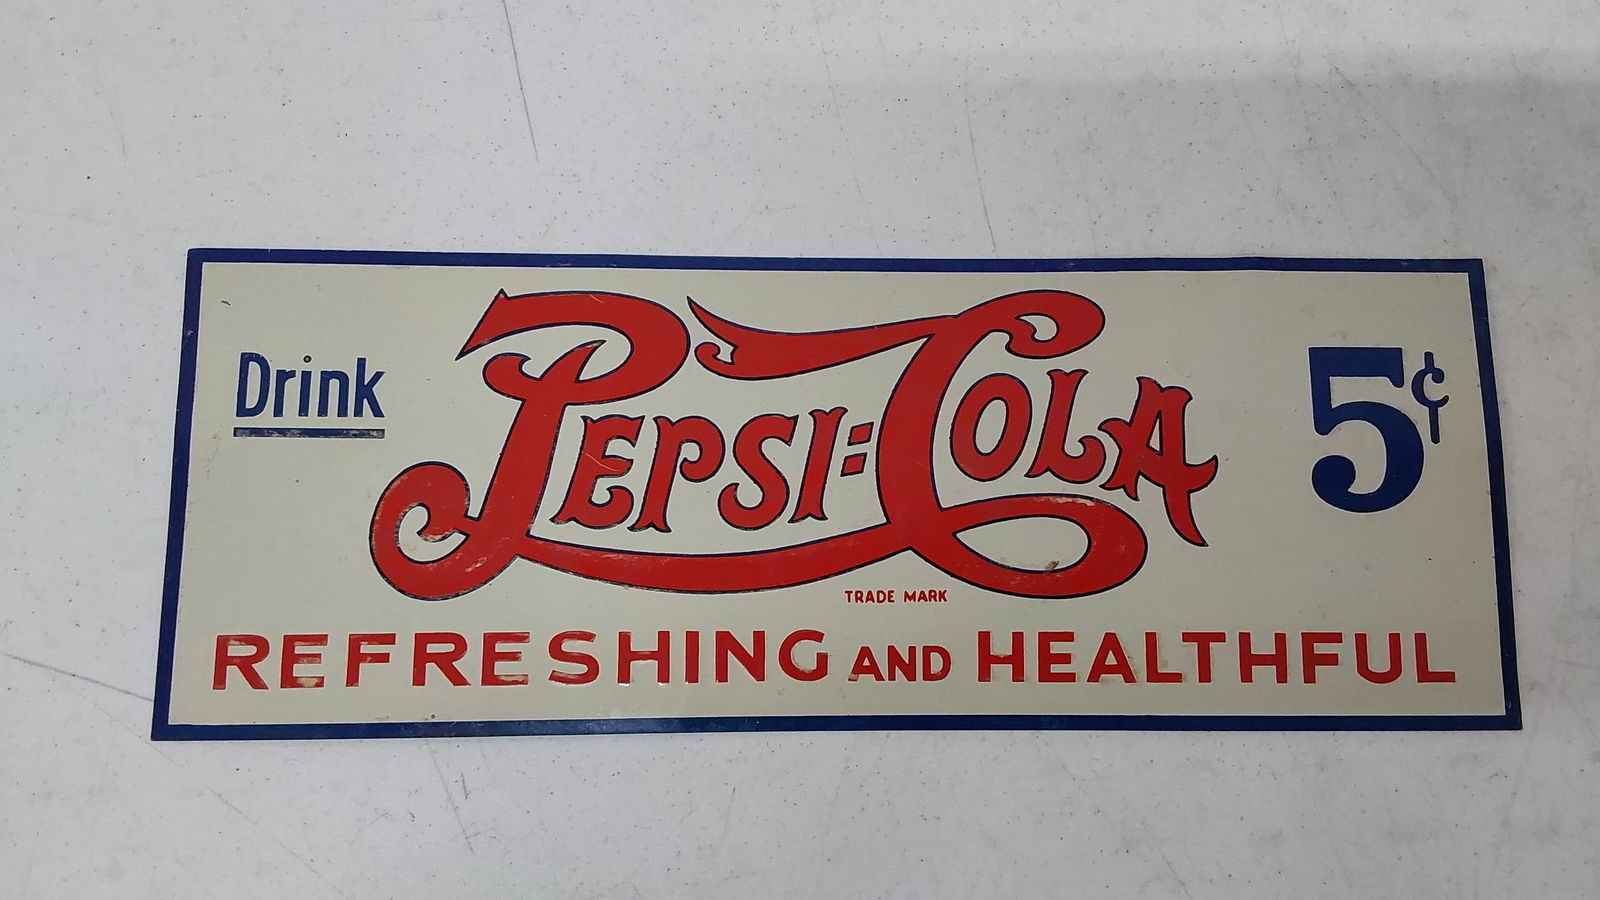 Drink
PEPSI=COLA
5¢
TRADE MARK
REFRESHING AND HEALTHFUL